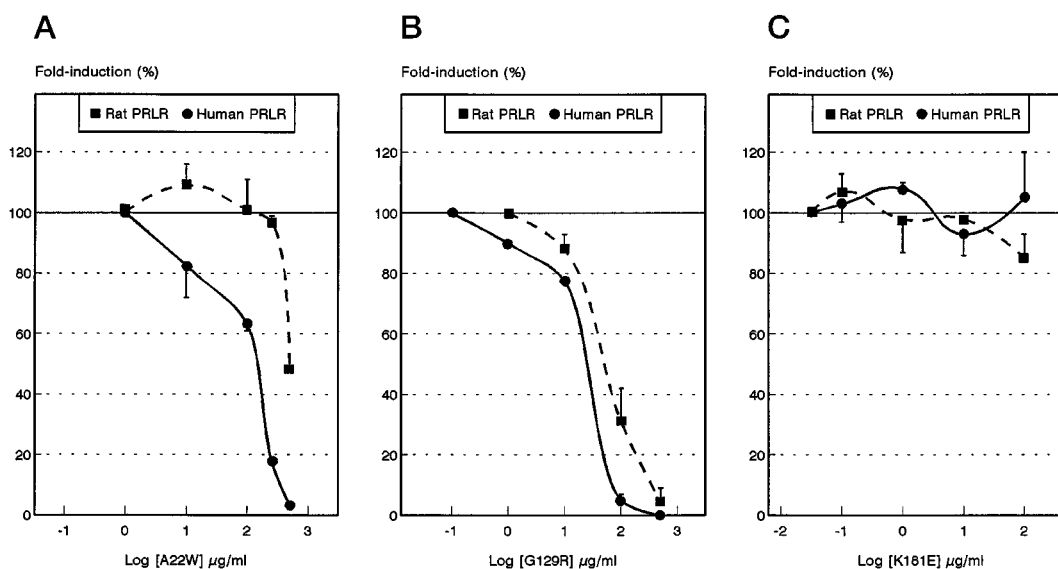 A
Fold-induction (%)
■ Rat PRLR ● Human PRLR
120
100
80
60
40
20
0
-1 0 1 2 3
Log [A22W] µg/ml
B
Fold-induction (%)
■ Rat PRLR ● Human PRLR
120
100
80
60
40
20
0
-1 0 1 2 3
Log [G129R] µg/ml
C
Fold-induction (%)
■ Rat PRLR ● Human PRLR
120
100
80
60
40
20
0
-2 -1 0 1 2
Log [K181E] µg/ml